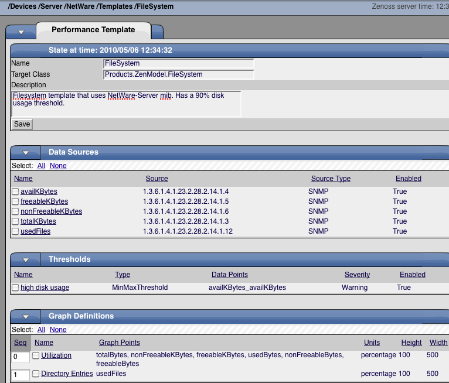 /Devices /Server /NetWare /Templates /FileSystem
Zenoss server time: 12:3
Performance Template
State at time: 2010/05/06 12:34:32
Name FileSystem
Target Class Products.ZenModel.FileSystem
Description
Filesystem template that uses NetWare-Server mib. Has a 90% disk
usage threshold.
Save
Data Sources
Select: All None
Name Source Source Type Enabled
availKBytes 1.3.6.1.4.1.23.2.28.2.14.1.4 SNMP True
freeableKBytes 1.3.6.1.4.1.23.2.28.2.14.1.5 SNMP True
nonFreeableKBytes 1.3.6.1.4.1.23.2.28.2.14.1.6 SNMP True
totalKBytes 1.3.6.1.4.1.23.2.28.2.14.1.3 SNMP True
usedFiles 1.3.6.1.4.1.23.2.28.2.14.1.12 SNMP True
Thresholds
Name Type Data Points Severity Enabled
high disk usage MinMaxThreshold availKBytes_availKBytes Warning True
Graph Definitions
Select: All None
Seq Name Graph Points Units Height Width
0 Utilization totalBytes, nonFreeableKBytes, freeableKBytes, usedBytes, nonFreeableBytes, percentage 100 500
freeableBytes
1 Directory Entries usedFiles percentage 100 500